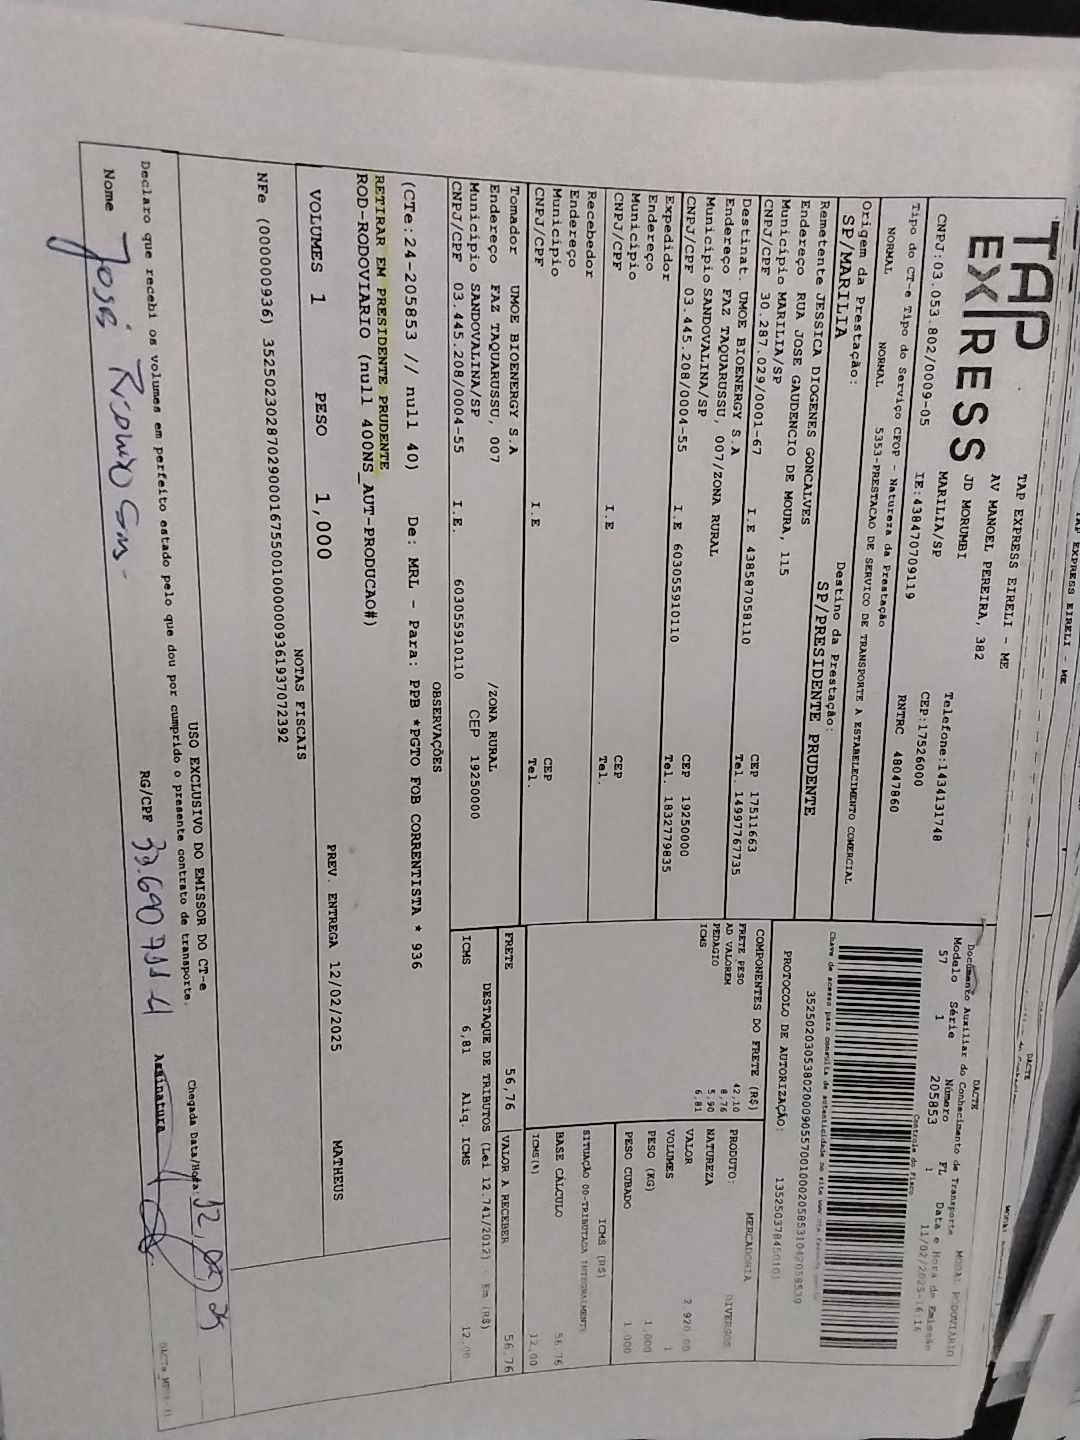 TAP EXPRESS EIRELI - ME
TAP
EXPRESS
TAP EXPRESS EIRELI - ME
AV MANOEL PEREIRA, 382
JD MORUMBI
MARILIA/SP
Telefone:1434131748
CEP:17526000
CNPJ:03.053.802/0009-05
IE:438470709119
RNTRC 48047860
DACTE
MODAL RODOVIARIO
Documento Auxiliar do Conhecimento de Transporte
Modelo Série Número FL Data e Hora de Emissão
57 1 205853 1 11/02/2025-16:16
Controle do Fisco
Chave de acesso para consulta de autenticidade no site
PROTOCOLO DE AUTORIZAÇÃO:
Tipo do CT-e Tipo do Serviço CFOP - Natureza da Prestação
NORMAL NORMAL 5353-PRESTACAO DE SERVICO DE TRANSPORTE A ESTABELECIMENTO COMERCIAL
Origem da Prestação:
SP/MARILIA
Destino da Prestação:
SP/PRESIDENTE PRUDENTE
Remetente JESSICA DIOGENES GONCALVES
Endereço RUA JOSE GAUDENCIO DE MOURA, 115
Município MARILIA/SP CEP 17511663
CNPJ/CPF 30.287.029/0001-67 I.E 438587058110 Tel. 14997767735
Destinat. UMOE BIOENERGY S.A
Endereço FAZ TAQUARUSSU, 007/ZONA RURAL
Município SANDOVALINA/SP CEP 19250000
CNPJ/CPF 03.445.208/0004-55 I.E 603055910110 Tel. 1832779835
Expedidor
Endereço
Município CEP
CNPJ/CPF I.E Tel.
Recebedor
Endereço
Município CEP
CNPJ/CPF I.E Tel.
Tomador UMOE BIOENERGY S.A
Endereço FAZ TAQUARUSSU, 007 /ZONA RURAL
Município SANDOVALINA/SP CEP 19250000
CNPJ/CPF 03.445.208/0004-55 I.E. 603055910110
COMPONENTES DO FRETE (R$)
FRETE PESO 42,10
AD VALOREM 8,76
PEDAGIO 5,90
ICMS 6,81
MERCADORIA
PRODUTO: DIVERSOS
NATUREZA
VALOR 2.920,00
VOLUMES 1
PESO (KG) 1,000
PESO CUBADO 1,000
ICMS (R$)
SITUAÇÃO 00-TRIBUTADA INTEGRALMENTE
BASE CÁLCULO 56,76
ICMS(%) 12,00
FRETE 56,76 VALOR A RECEBER 56,76
DESTAQUE DE TRIBUTOS (Lei 12.741/2012) - Em (R$)
ICMS 6,81 Aliq. ICMS 12,00
OBSERVAÇÕES
(CTe:24-205853 // null 40) De: MRL - Para: PPB *PGTO FOB CORRENTISTA * 936
RETIRAR EM PRESIDENTE PRUDENTE
ROD-RODOVIARIO (null 400NS_AUT-PRODUCAO#)
VOLUMES 1 PESO 1,000 PREV. ENTREGA 12/02/2025 MATHEUS
NOTAS FISCAIS
NFe (000000936) 35250230287029000167550010000009361937072392
USO EXCLUSIVO DO EMISSOR DO CT-e
Declaro que recebi os volumes em perfeito estado pelo que dou por cumprido o presente contrato de transporte.
Chegada Data/Hora
Nome José RG/CPF Assinatura